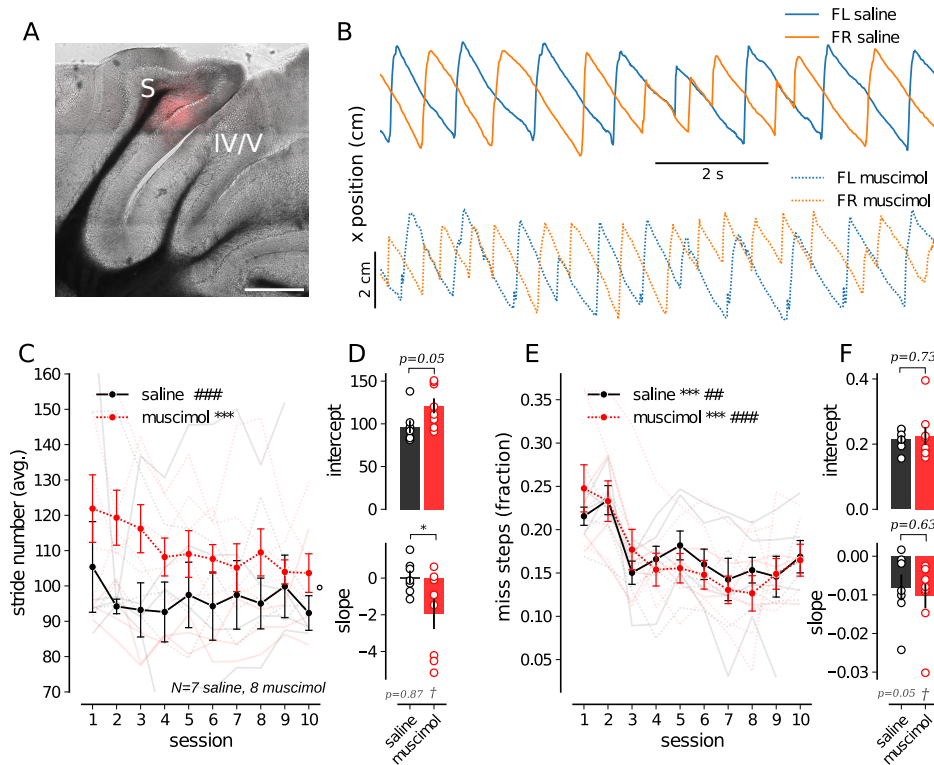 A
S
IV/V
B
FL saline
FR saline
2 s
FL muscimol
FR muscimol
x position (cm)
2 cm
C
160
150
140
130
120
110
100
90
80
70
stride number (avg.)
saline ###
muscimol ***
N=7 saline, 8 muscimol
1 2 3 4 5 6 7 8 9 10
session
D
p=0.05
150
100
50
0
intercept
*
0
−2
−4
slope
p=0.87 †
saline
muscimol
E
0.35
0.30
0.25
0.20
0.15
0.10
0.05
miss steps (fraction)
saline *** ##
muscimol *** ###
1 2 3 4 5 6 7 8 9 10
session
F
p=0.73
0.4
0.2
0.0
intercept
p=0.63
0.00
−0.01
−0.02
−0.03
slope
p=0.05 †
saline
muscimol